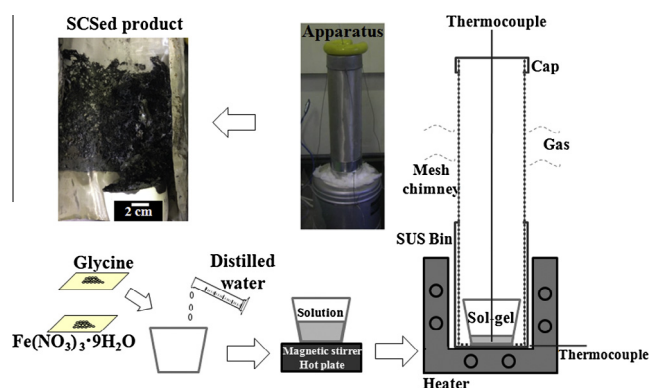 SCSed product
Apparatus
Thermocouple
Cap
Gas
Mesh
chimney
SUS Bin
2 cm
Glycine
Distilled
water
Fe(NO₃)₃•9H₂O
Solution
Magnetic stirrer
Hot plate
Sol-gel
Thermocouple
Heater